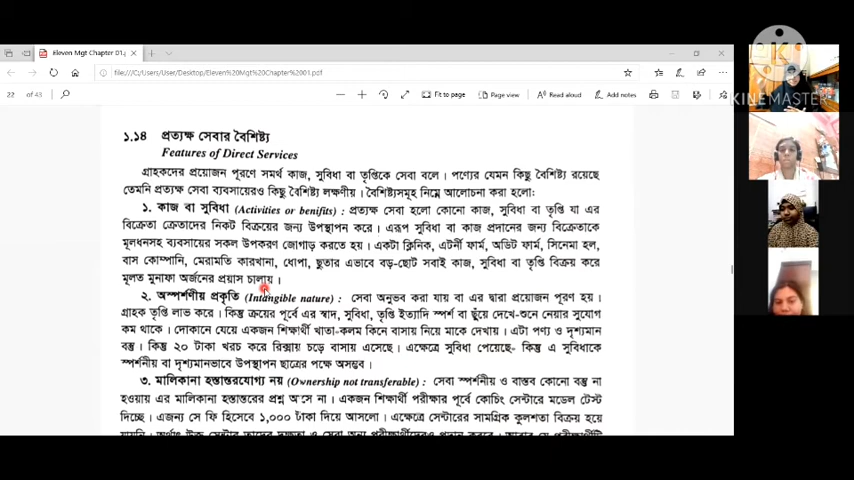 Eleven Mgt Chapter 01.pdf
file:///C:/Users/User/Desktop/Eleven%20Mgt%20Chapter%2001.pdf
22 of 43
Fit to page
Page view
Read aloud
Add notes
KINEMASTER
১.১৪ প্রত্যক্ষ সেবার বৈশিষ্ট্য
Features of Direct Services
গ্রাহকদের প্রয়োজন পূরণে সমর্থ কাজ, সুবিধা বা তৃপ্তিকে সেবা বলে। পণ্যের যেমন কিছু বৈশিষ্ট্য রয়েছে
তেমনি প্রত্যক্ষ সেবা ব্যবসায়েরও কিছু বৈশিষ্ট্য লক্ষণীয়। বৈশিষ্ট্যসমূহ নিম্নে আলোচনা করা হলো:
১. কাজ বা সুবিধা (Activities or benifits) : প্রত্যক্ষ সেবা হলো কোনো কাজ, সুবিধা বা তৃপ্তি যা এর
বিক্রেতা ক্রেতাদের নিকট বিক্রয়ের জন্য উপস্থাপন করে। এরূপ সুবিধা বা কাজ প্রদানের জন্য বিক্রেতাকে
মূলধনসহ ব্যবসায়ের সকল উপকরণ জোগাড় করতে হয়। একটা ক্লিনিক, এটর্নী ফার্ম, অডিট ফার্ম, সিনেমা হল,
বাস কোম্পানি, মেরামতি কারখানা, ধোপা, ছুতার এভাবে বড়-ছোট সবাই কাজ, সুবিধা বা তৃপ্তি বিক্রয় করে
মূলত মুনাফা অর্জনের প্রয়াস চালায়।
২. অস্পর্শণীয় প্রকৃতি (Intangible nature) : সেবা অনুভব করা যায় বা এর দ্বারা প্রয়োজন পূরণ হয়।
গ্রাহক তৃপ্তি লাভ করে। কিন্তু ক্রয়ের পূর্বে এর স্বাদ, সুবিধা, তৃপ্তি ইত্যাদি স্পর্শ বা ছুঁয়ে দেখে-শুনে নেয়ার সুযোগ
কম থাকে। দোকানে যেয়ে একজন শিক্ষার্থী খাতা-কলম কিনে বাসায় নিয়ে মাকে দেখায়। এটা পণ্য ও দৃশ্যমান
বস্তু। কিন্তু ২০ টাকা খরচ করে রিক্সায় চড়ে বাসায় এসেছে। এক্ষেত্রে সুবিধা পেয়েছে- কিন্তু এ সুবিধাকে
স্পর্শনীয় বা দৃশ্যমানভাবে উপস্থাপন ছাত্রের পক্ষে অসম্ভব।
৩. মালিকানা হস্তান্তরযোগ্য নয় (Ownership not transferable) : সেবা স্পর্শনীয় ও বাস্তব কোনো বস্তু না
হওয়ায় এর মালিকানা হস্তান্তরের প্রশ্ন আসে না। একজন শিক্ষার্থী পরীক্ষার পূর্বে কোচিং সেন্টারে মডেল টেস্ট
দিচ্ছে। এজন্য সে ফি হিসেবে ১,০০০ টাকা দিয়ে আসলো। এক্ষেত্রে সেন্টারের সামগ্রিক কুলশতা বিক্রয় হয়ে